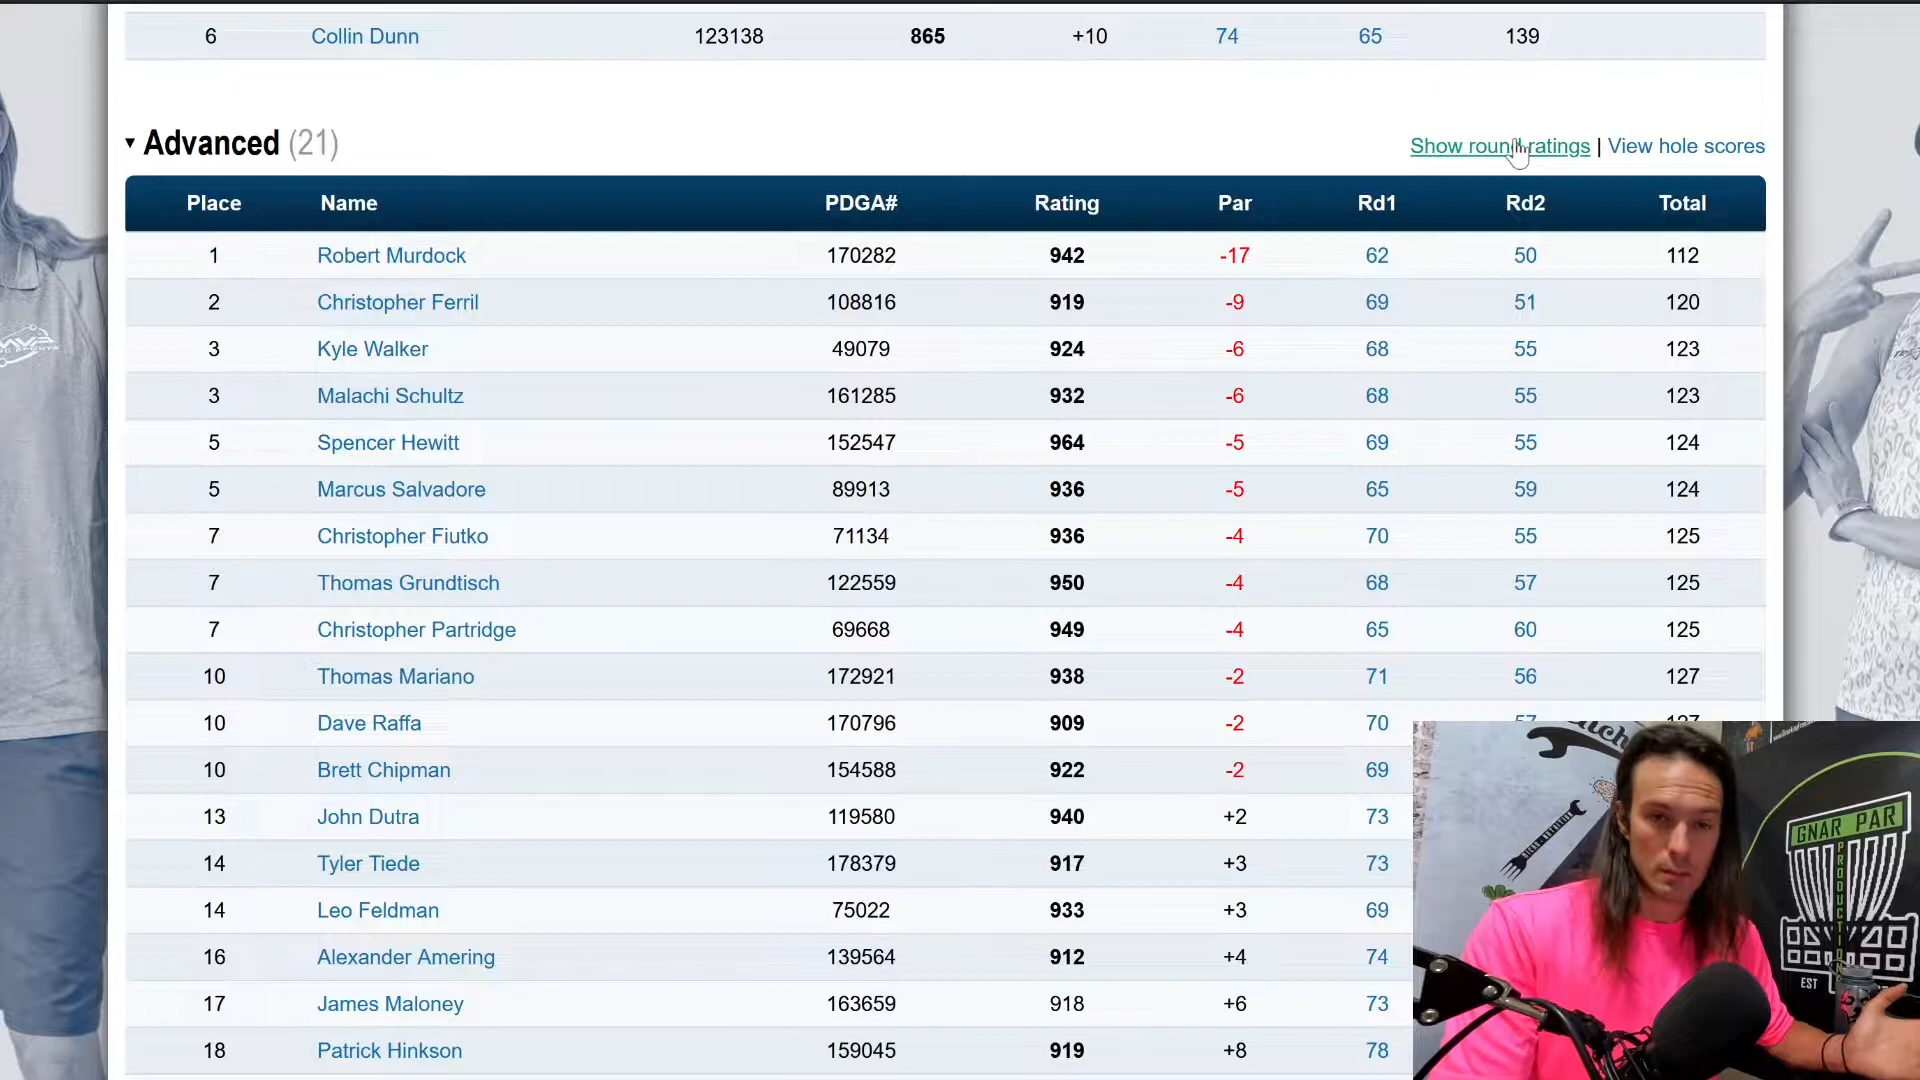 6 Collin Dunn 123138 865 +10 74 65 139
Advanced (21) Show round ratings | View hole scores
Place Name PDGA# Rating Par Rd1 Rd2 Total
1 Robert Murdock 170282 942 -17 62 50 112
2 Christopher Ferril 108816 919 -9 69 51 120
3 Kyle Walker 49079 924 -6 68 55 123
3 Malachi Schultz 161285 932 -6 68 55 123
5 Spencer Hewitt 152547 964 -5 69 55 124
5 Marcus Salvadore 89913 936 -5 65 59 124
7 Christopher Fiutko 71134 936 -4 70 55 125
7 Thomas Grundtisch 122559 950 -4 68 57 125
7 Christopher Partridge 69668 949 -4 65 60 125
10 Thomas Mariano 172921 938 -2 71 56 127
10 Dave Raffa 170796 909 -2 70 57 127
10 Brett Chipman 154588 922 -2 69
13 John Dutra 119580 940 +2 73
14 Tyler Tiede 178379 917 +3 73
14 Leo Feldman 75022 933 +3 69
16 Alexander Amering 139564 912 +4 74
17 James Maloney 163659 918 +6 73
18 Patrick Hinkson 159045 919 +8 78
GNAR PAR
PRODUCTION
EST